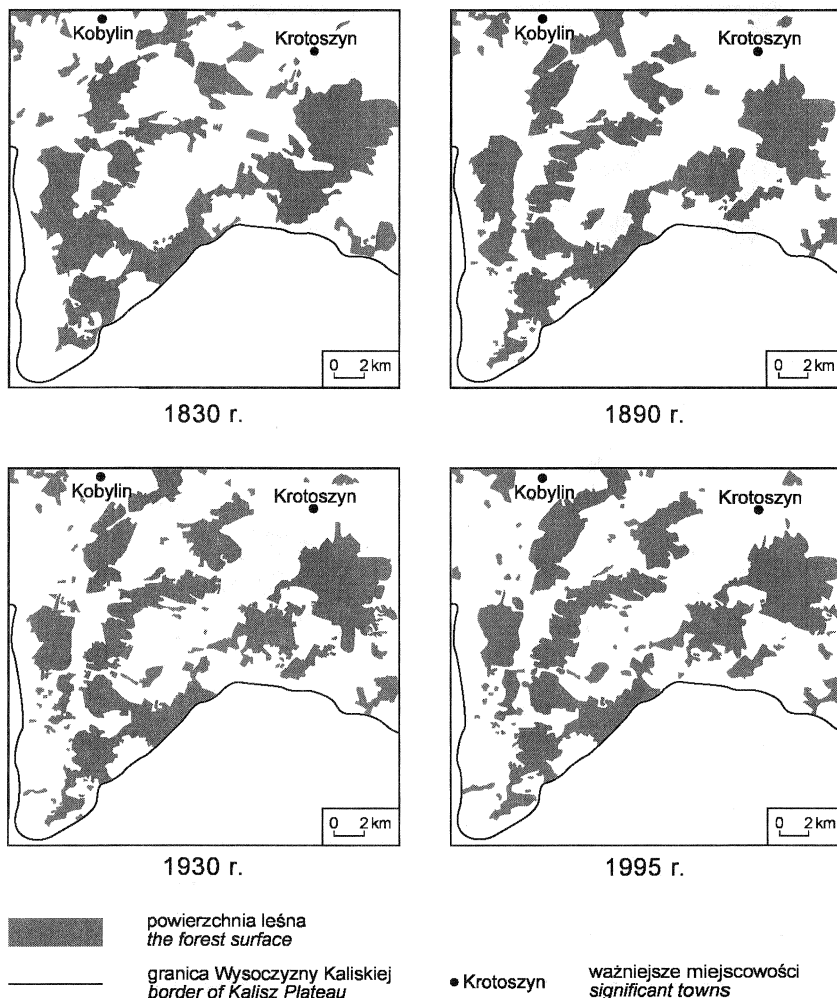 Kobylin
Krotoszyn
0 2 km
1830 r.
Kobylin
Krotoszyn
0 2 km
1890 r.
Kobylin
Krotoszyn
0 2 km
1930 r.
Kobylin
Krotoszyn
0 2 km
1995 r.
powierzchnia leśna
the forest surface
granica Wysoczyzny Kaliskiej
border of Kalisz Plateau
Krotoszyn
ważniejsze miejscowości
significant towns